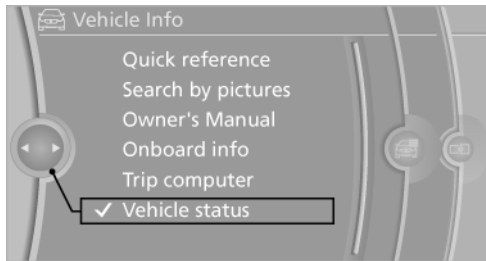 Vehicle Info
Quick reference
Search by pictures
Owner's Manual
Onboard info
Trip computer
✓ Vehicle status